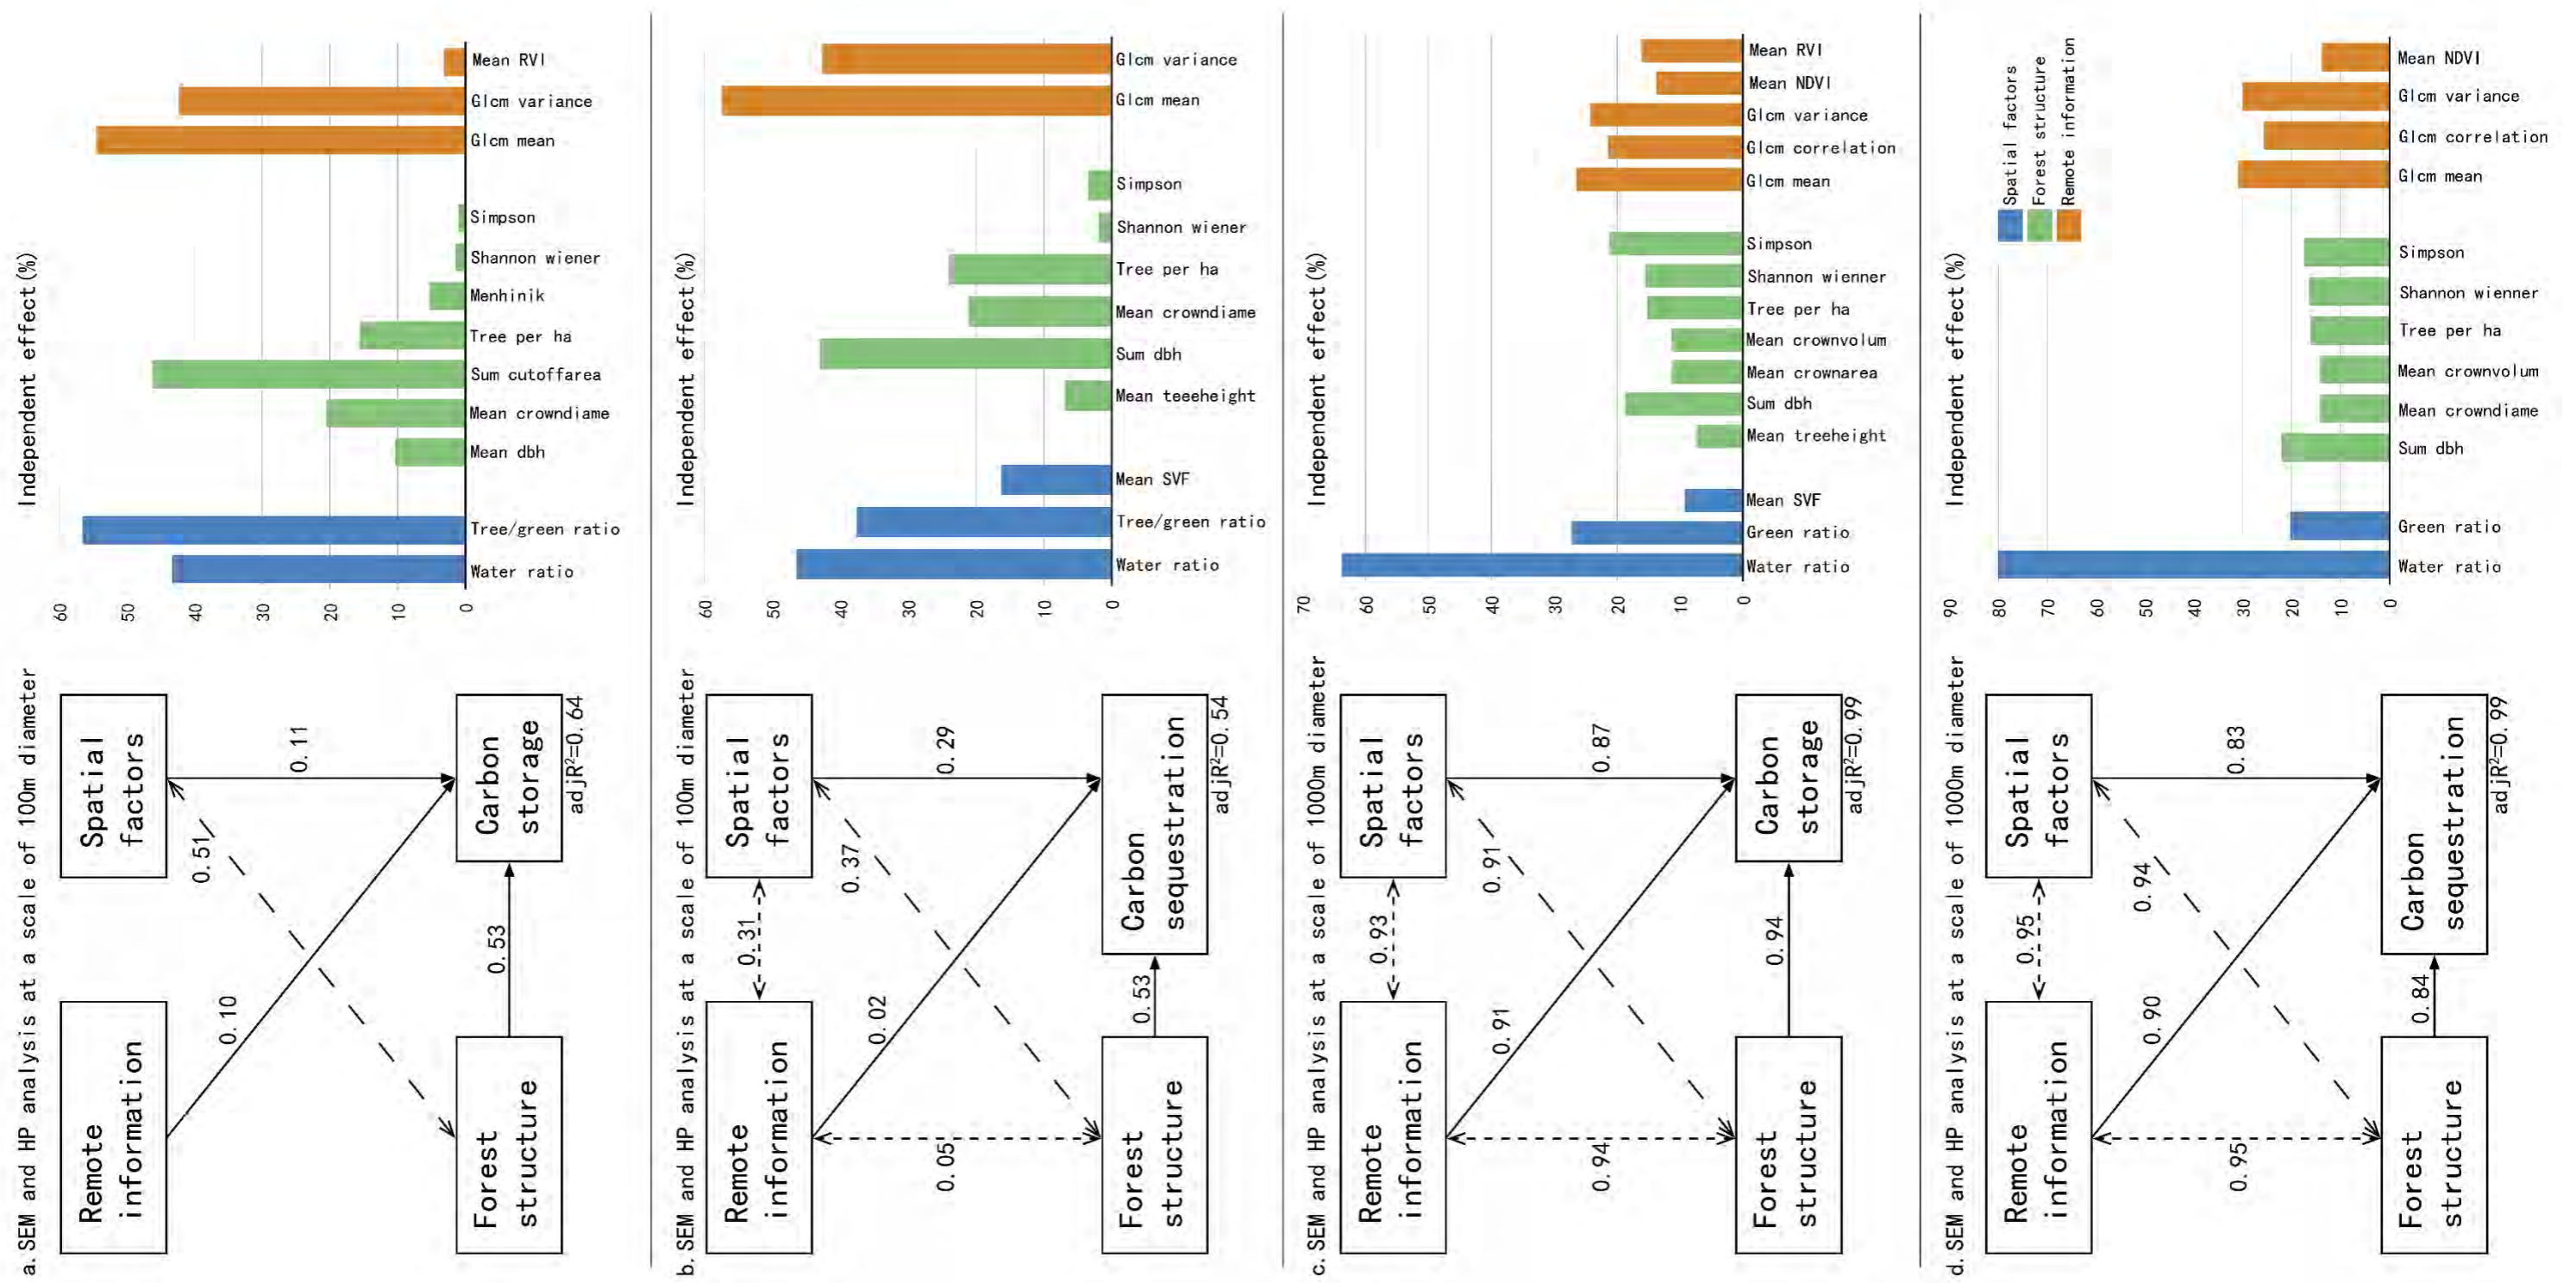 a. SEM and HP analysis at a scale of 100m diameter
Remote
information
Spatial
factors
0.51
0.10
0.11
Forest
structure
0.53
Carbon
storage
adjR²=0.64
Independent effect(%)
60
50
40
30
20
10
0
Water ratio
Tree/green ratio
Mean dbh
Mean crowndiame
Sum cutoffarea
Tree per ha
Menhinik
Shannon wiener
Simpson
Glcm mean
Glcm variance
Mean RVI
b. SEM and HP analysis at a scale of 100m diameter
Remote
information
0.31
Spatial
factors
0.37
0.02
0.05
0.29
Forest
structure
0.53
Carbon
sequestration
adjR²=0.54
Independent effect(%)
60
50
40
30
20
10
0
Water ratio
Tree/green ratio
Mean SVF
Mean teeeheight
Sum dbh
Mean crowndiame
Tree per ha
Shannon wiener
Simpson
Glcm mean
Glcm variance
c. SEM and HP analysis at a scale of 1000m diameter
Remote
information
0.93
Spatial
factors
0.91
0.91
0.94
0.87
Forest
structure
0.94
Carbon
storage
adjR²=0.99
Independent effect(%)
70
60
50
40
30
20
10
0
Water ratio
Green ratio
Mean SVF
Mean treeheight
Sum dbh
Mean crownarea
Mean crownvolum
Tree per ha
Shannon wienner
Simpson
Glcm mean
Glcm correlation
Glcm variance
Mean NDVI
Mean RVI
d. SEM and HP analysis at a scale of 1000m diameter
Remote
information
0.95
Spatial
factors
0.94
0.90
0.95
0.83
Forest
structure
0.84
Carbon
sequestration
adjR²=0.99
Independent effect(%)
90
80
70
60
50
40
30
20
10
0
Spatial factors
Forest structure
Remote information
Water ratio
Green ratio
Sum dbh
Mean crowndiame
Mean crownvolum
Tree per ha
Shannon wienner
Simpson
Glcm mean
Glcm correlation
Glcm variance
Mean NDVI